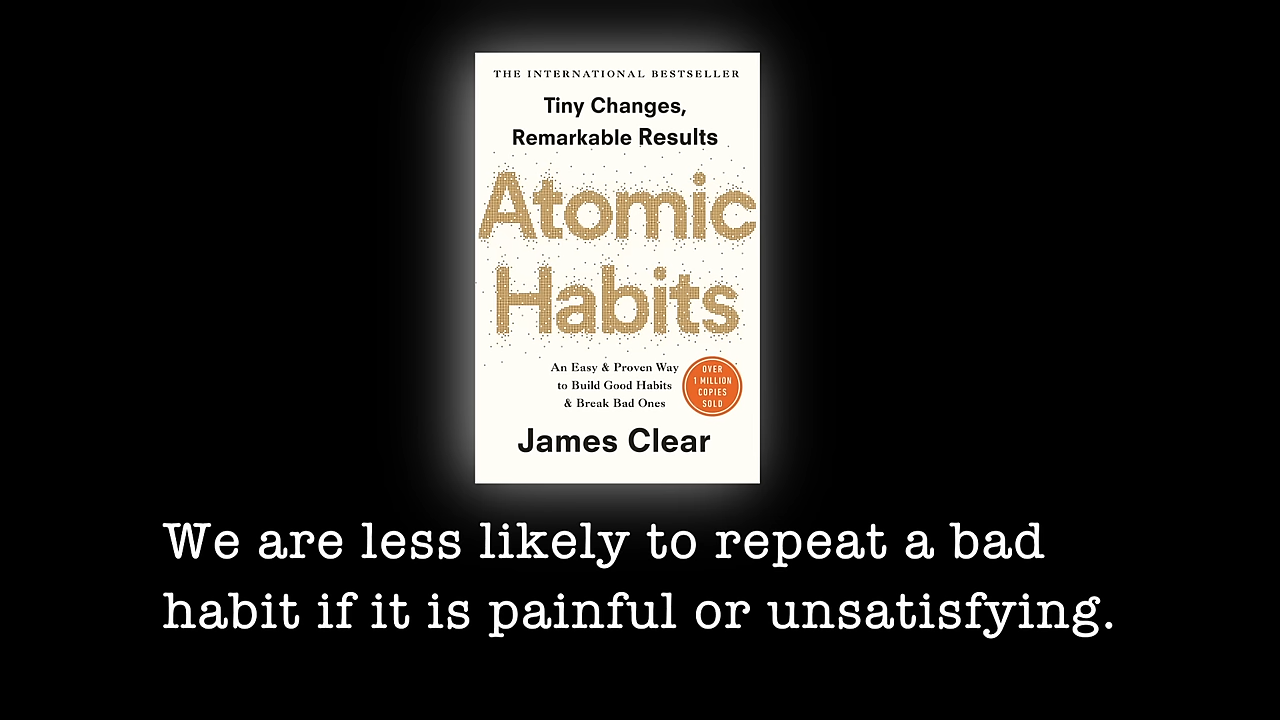 THE INTERNATIONAL BESTSELLER
Tiny Changes,
Remarkable Results
Atomic
Habits
An Easy & Proven Way
to Build Good Habits
& Break Bad Ones
OVER
1 MILLION
COPIES
SOLD
James Clear
We are less likely to repeat a bad
habit if it is painful or unsatisfying.